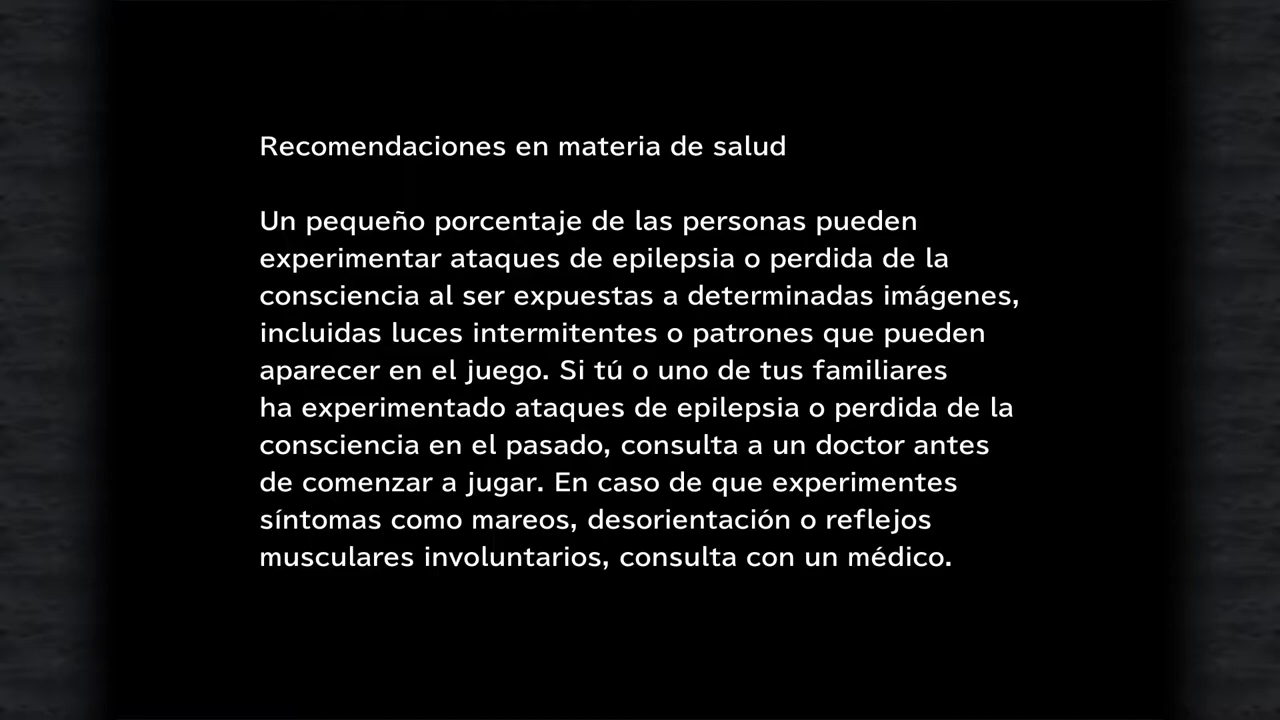 Recomendaciones en materia de salud
Un pequeño porcentaje de las personas pueden
experimentar ataques de epilepsia o perdida de la
consciencia al ser expuestas a determinadas imágenes,
incluidas luces intermitentes o patrones que pueden
aparecer en el juego. Si tú o uno de tus familiares
ha experimentado ataques de epilepsia o perdida de la
consciencia en el pasado, consulta a un doctor antes
de comenzar a jugar. En caso de que experimentes
síntomas como mareos, desorientación o reflejos
musculares involuntarios, consulta con un médico.